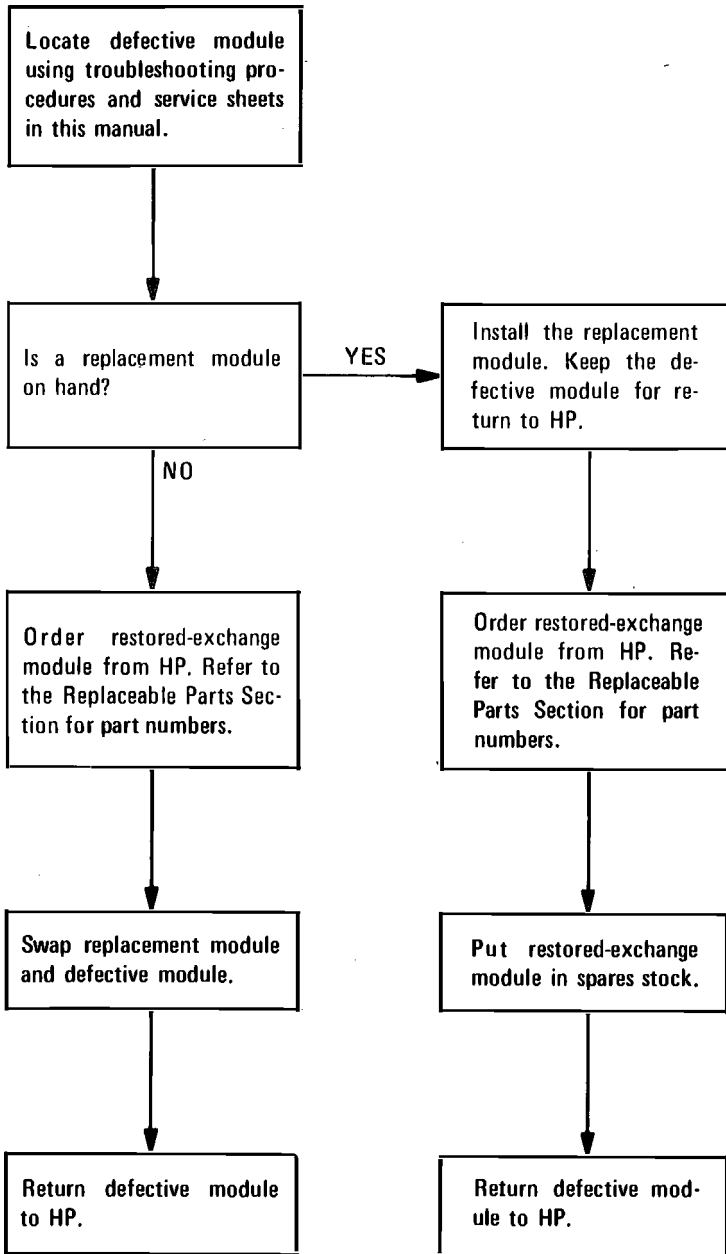 Locate defective module
using troubleshooting pro-
cedures and service sheets
in this manual.
Is a replacement module
on hand?
YES
Install the replacement
module. Keep the de-
fective module for re-
turn to HP.
NO
Order restored-exchange
module from HP. Refer to
the Replaceable Parts Sec-
tion for part numbers.
Order restored-exchange
module from HP. Re-
fer to the Replaceable
Parts Section for part
numbers.
Swap replacement module
and defective module.
Put restored-exchange
module in spares stock.
Return defective module
to HP.
Return defective mod-
ule to HP.